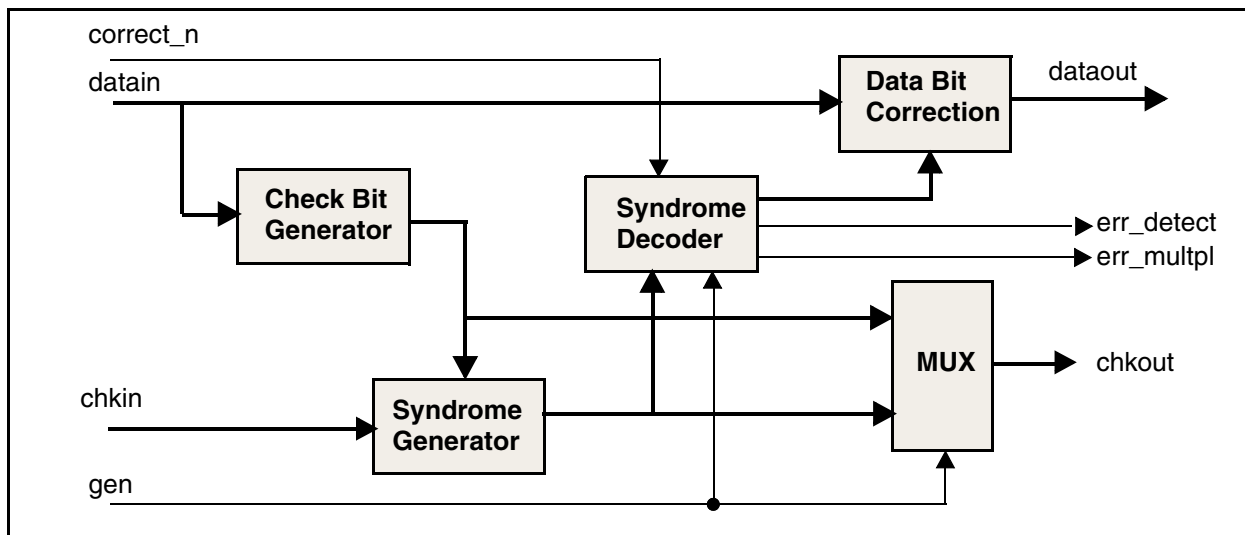 correct_n
datain
Data Bit
Correction
dataout
Check Bit
Generator
Syndrome
Decoder
err_detect
err_multpl
MUX
chkout
chkin
Syndrome
Generator
gen